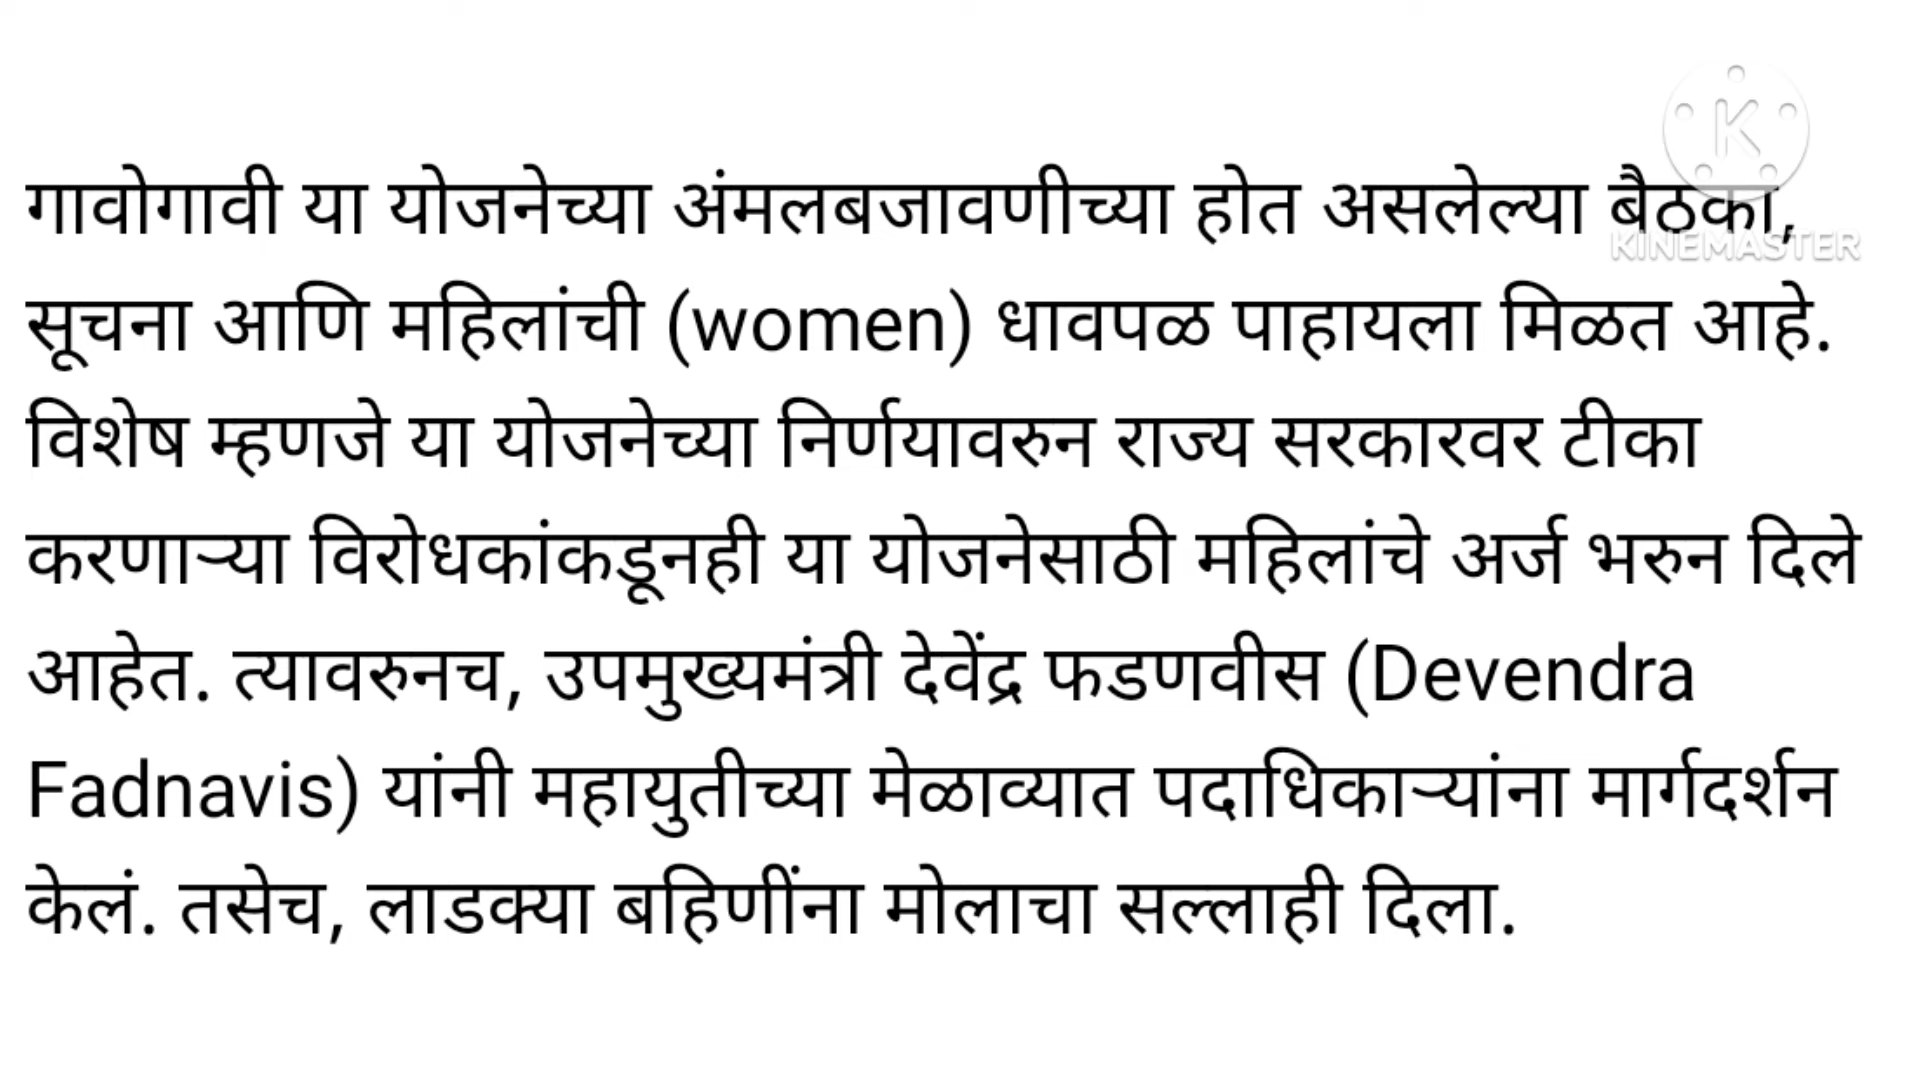 गावोगावी या योजनेच्या अंमलबजावणीच्या होत असलेल्या बैठका,
KINEMASTER
सूचना आणि महिलांची (women) धावपळ पाहायला मिळत आहे.
विशेष म्हणजे या योजनेच्या निर्णयावरुन राज्य सरकारवर टीका
करणाऱ्या विरोधकांकडूनही या योजनेसाठी महिलांचे अर्ज भरुन दिले
आहेत. त्यावरुनच, उपमुख्यमंत्री देवेंद्र फडणवीस (Devendra
Fadnavis) यांनी महायुतीच्या मेळाव्यात पदाधिकाऱ्यांना मार्गदर्शन
केलं. तसेच, लाडक्या बहिणींना मोलाचा सल्लाही दिला.